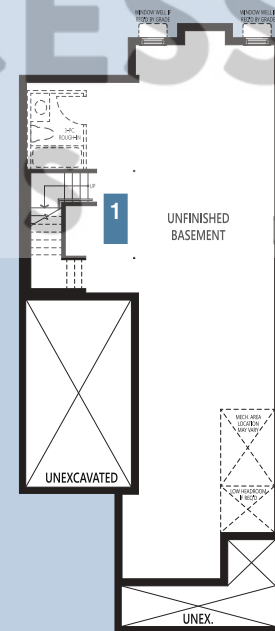 WINDOW WELL IF
REQ'D BY GRADE
WINDOW WELL IF
REQ'D BY GRADE
ESS
3-PC
ROUGH-IN
UP
1
UNFINISHED
BASEMENT
MECH. AREA
LOCATION
MAY VARY
LOW HEADROOM
IF REQ'D
UNEXCAVATED
UNEX.